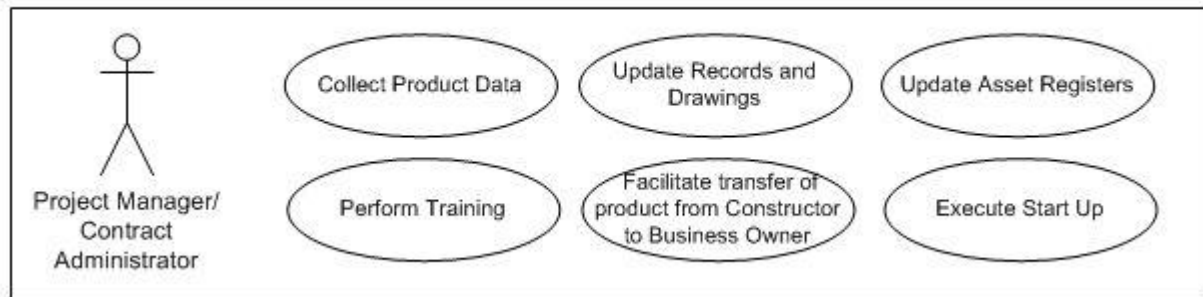 Project Manager/
Contract
Administrator
Collect Product Data
Update Records and
Drawings
Update Asset Registers
Perform Training
Facilitate transfer of
product from Constructor
to Business Owner
Execute Start Up